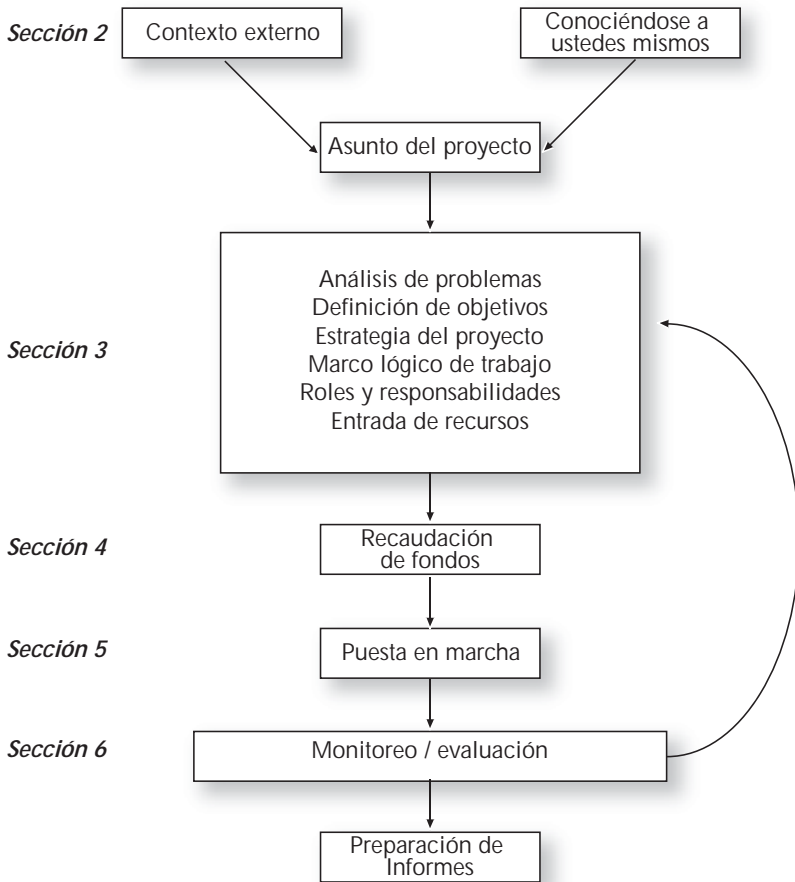 Sección 2
Contexto externo
Conociéndose a
ustedes mismos
Asunto del proyecto
Sección 3
Análisis de problemas
Definición de objetivos
Estrategia del proyecto
Marco lógico de trabajo
Roles y responsabilidades
Entrada de recursos
Sección 4
Recaudación
de fondos
Sección 5
Puesta en marcha
Sección 6
Monitoreo / evaluación
Preparación de
Informes